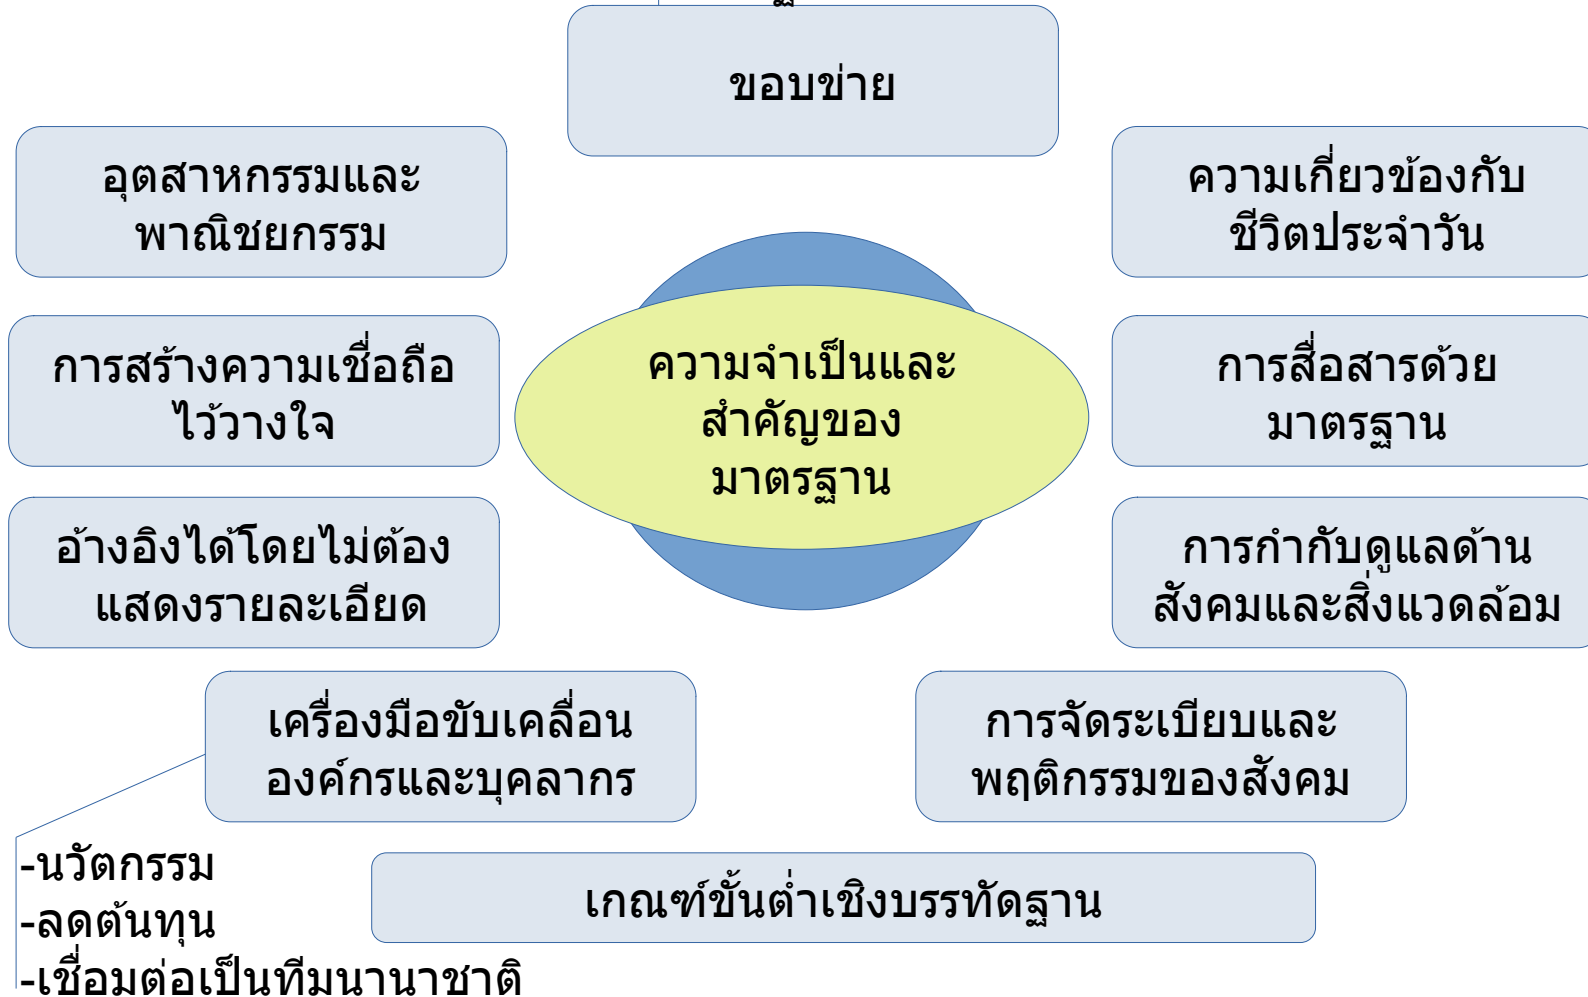 ขอบข่าย
อุตสาหกรรมและ
พาณิชยกรรม
ความเกี่ยวข้องกับ
ชีวิตประจำวัน
การสร้างความเชื่อถือ
ไว้วางใจ
ความจำเป็นและ
สำคัญของ
มาตรฐาน
การสื่อสารด้วย
มาตรฐาน
อ้างอิงได้โดยไม่ต้อง
แสดงรายละเอียด
การกำกับดูแลด้าน
สังคมและสิ่งแวดล้อม
เครื่องมือขับเคลื่อน
องค์กรและบุคลากร
การจัดระเบียบและ
พฤติกรรมของสังคม
-นวัตกรรม
-ลดต้นทุน
-เชื่อมต่อเป็นทีมนานาชาติ
เกณฑ์ขั้นต่ำเชิงบรรทัดฐาน